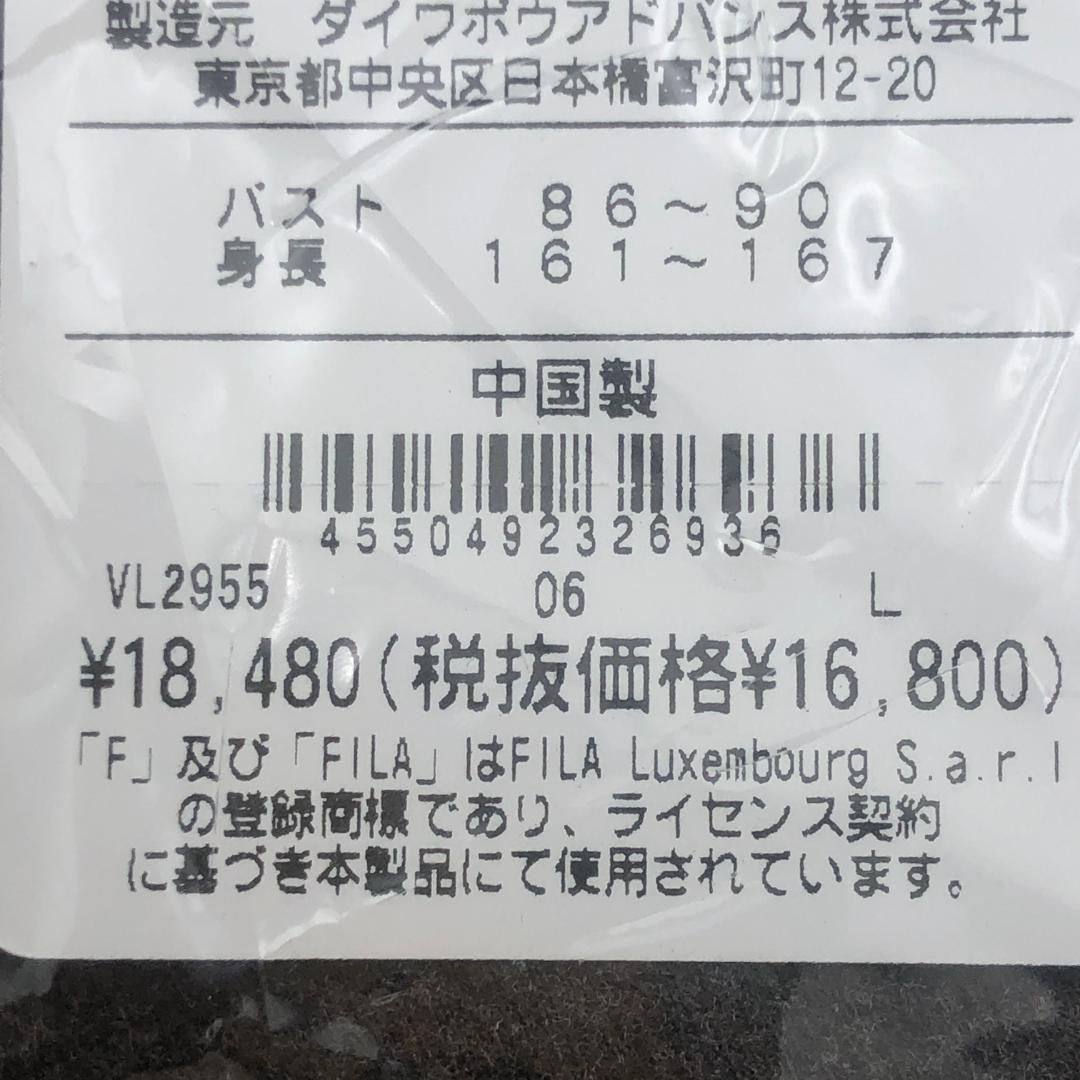 製造元　ダイワボウアドバンス株式会社
東京都中央区日本橋富沢町12-20
バスト　86～90
身長　161～167
中国製
4550492326936
VL2955　06　L
¥18,480(税抜価格¥16,800)
「F」及び「FILA」はFILA Luxembourg S.a.r.l
の登録商標であり、ライセンス契約
に基づき本製品にて使用されています。